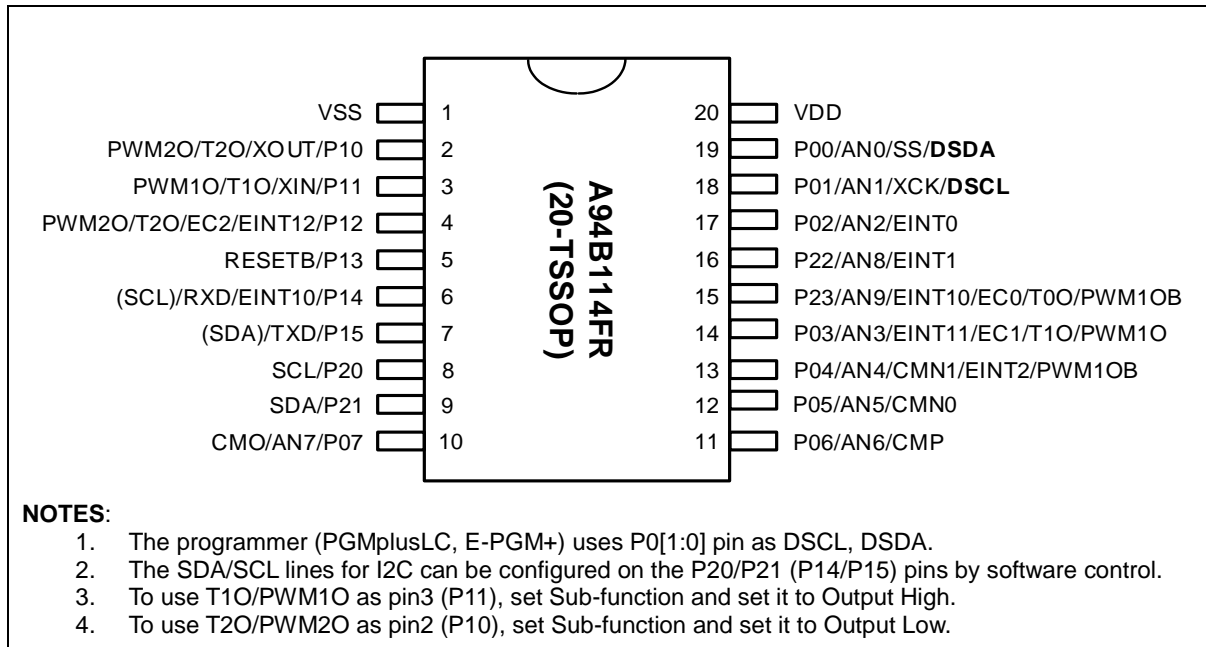 VSS 1 20 VDD
PWM2O/T2O/XOUT/P10 2 19 P00/AN0/SS/DSDA
PWM1O/T1O/XIN/P11 3 18 P01/AN1/XCK/DSCL
PWM2O/T2O/EC2/EINT12/P12 4 17 P02/AN2/EINT0
RESETB/P13 5 16 P22/AN8/EINT1
(SCL)/RXD/EINT10/P14 6 15 P23/AN9/EINT10/EC0/T0O/PWM1OB
(SDA)/TXD/P15 7 14 P03/AN3/EINT11/EC1/T1O/PWM1O
SCL/P20 8 13 P04/AN4/CMN1/EINT2/PWM1OB
SDA/P21 9 12 P05/AN5/CMN0
CMO/AN7/P07 10 11 P06/AN6/CMP
A94B114FR
(20-TSSOP)
NOTES:
1. The programmer (PGMplusLC, E-PGM+) uses P0[1:0] pin as DSCL, DSDA.
2. The SDA/SCL lines for I2C can be configured on the P20/P21 (P14/P15) pins by software control.
3. To use T1O/PWM1O as pin3 (P11), set Sub-function and set it to Output High.
4. To use T2O/PWM2O as pin2 (P10), set Sub-function and set it to Output Low.